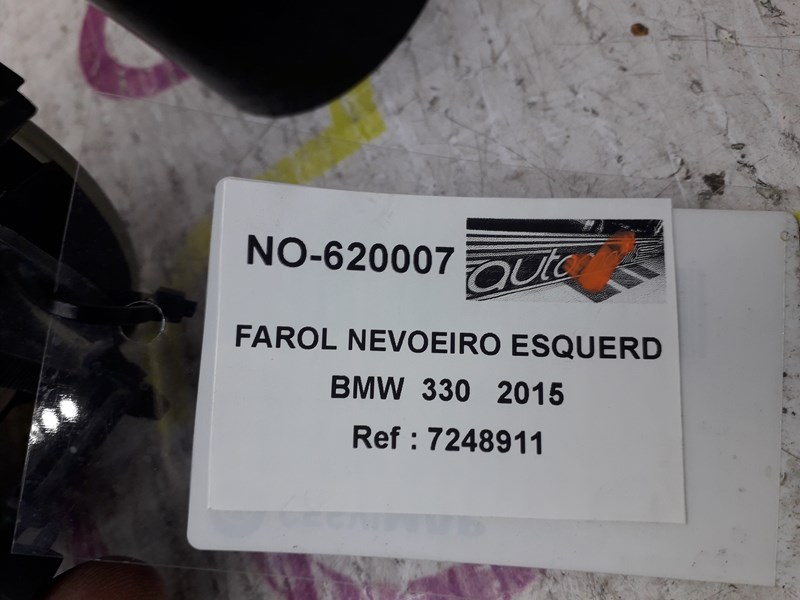 NO-620007
auto
FAROL NEVOEIRO ESQUERD
BMW 330 2015
Ref : 7248911